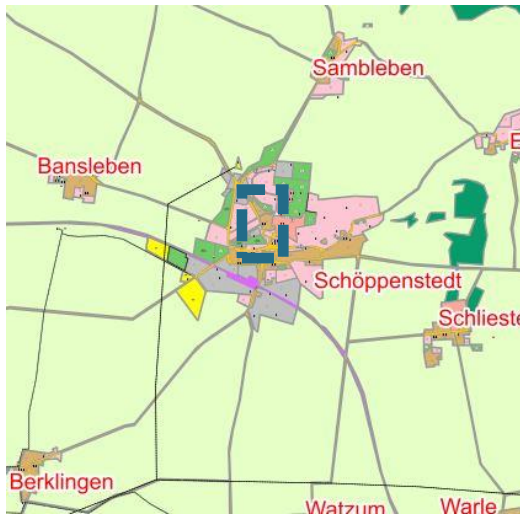 Sambleben
E
Bansleben
Schöppenstedt
Schlieste
Berklingen
Watzum
Warle